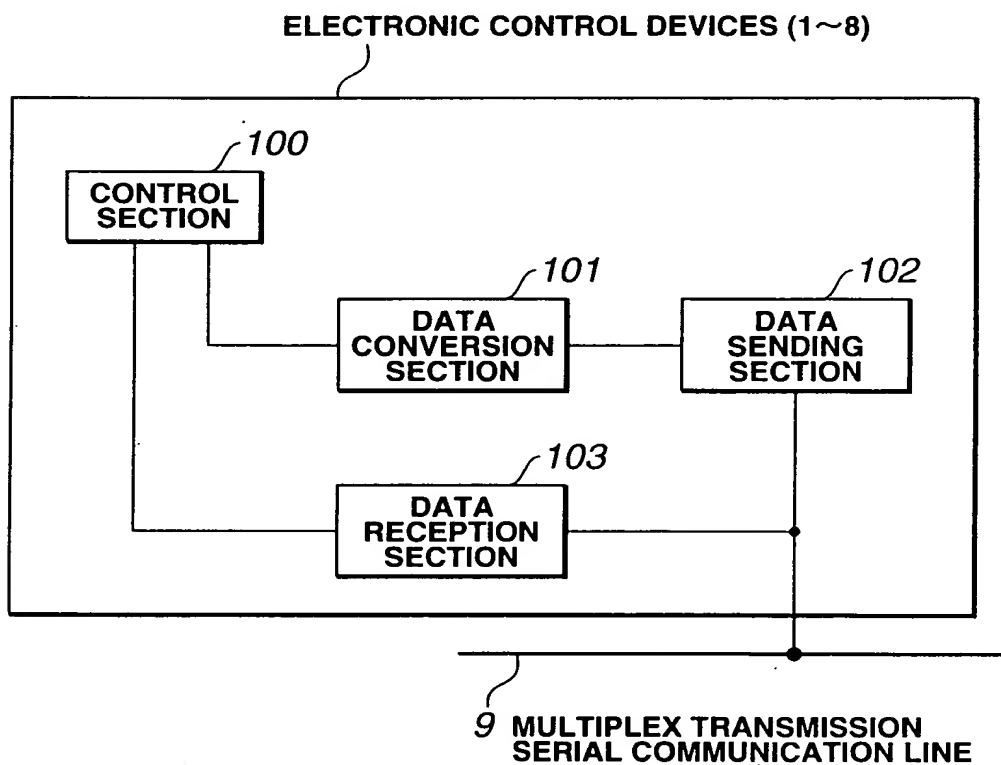 ELECTRONIC CONTROL DEVICES (1～8)
100
CONTROL
SECTION
101
DATA
CONVERSION
SECTION
102
DATA
SENDING
SECTION
103
DATA
RECEPTION
SECTION
9 MULTIPLEX TRANSMISSION
SERIAL COMMUNICATION LINE